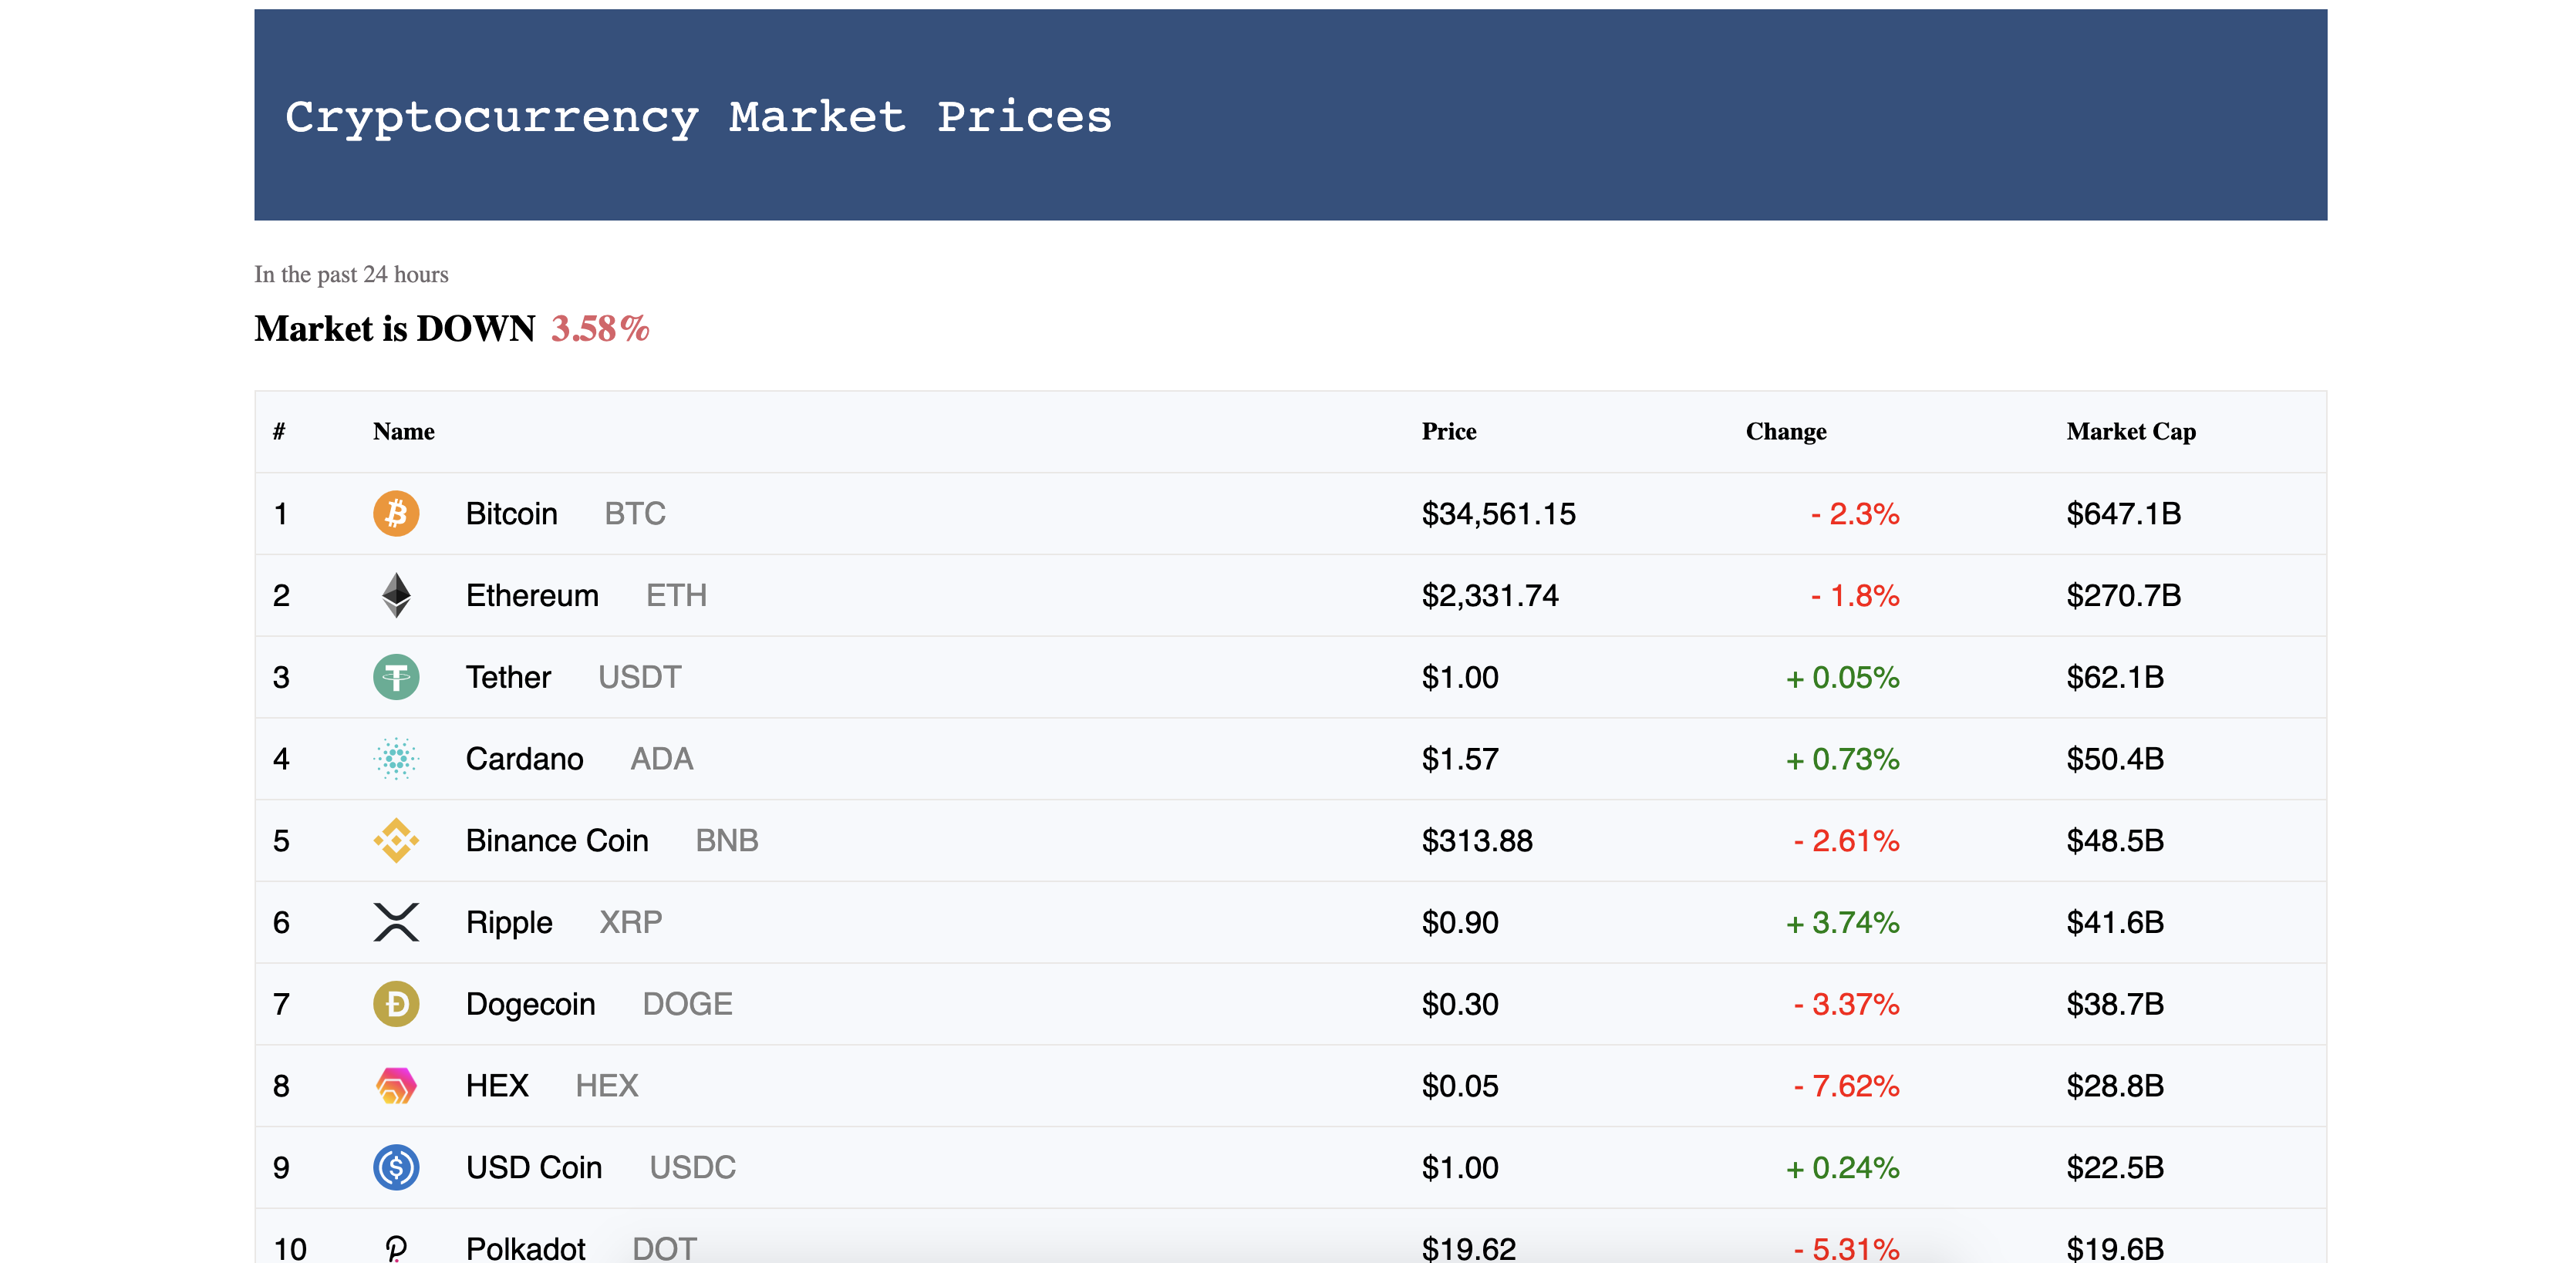 Cryptocurrency Market Prices
In the past 24 hours
Market is DOWN 3.58%
# Name Price Change Market Cap
1 Bitcoin BTC $34,561.15 - 2.3% $647.1B
2 Ethereum ETH $2,331.74 - 1.8% $270.7B
3 Tether USDT $1.00 + 0.05% $62.1B
4 Cardano ADA $1.57 + 0.73% $50.4B
5 Binance Coin BNB $313.88 - 2.61% $48.5B
6 Ripple XRP $0.90 + 3.74% $41.6B
7 Dogecoin DOGE $0.30 - 3.37% $38.7B
8 HEX HEX $0.05 - 7.62% $28.8B
9 USD Coin USDC $1.00 + 0.24% $22.5B
10 Polkadot DOT $19.62 - 5.31% $19.6B